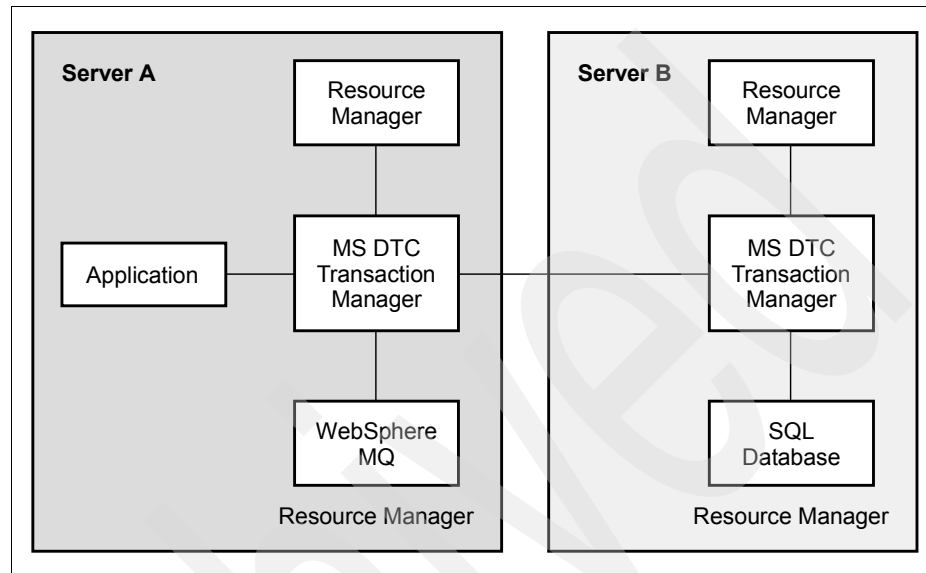 Server A
Resource
Manager
Application
MS DTC
Transaction
Manager
WebSphere
MQ
Resource Manager
Server B
Resource
Manager
MS DTC
Transaction
Manager
SQL
Database
Resource Manager